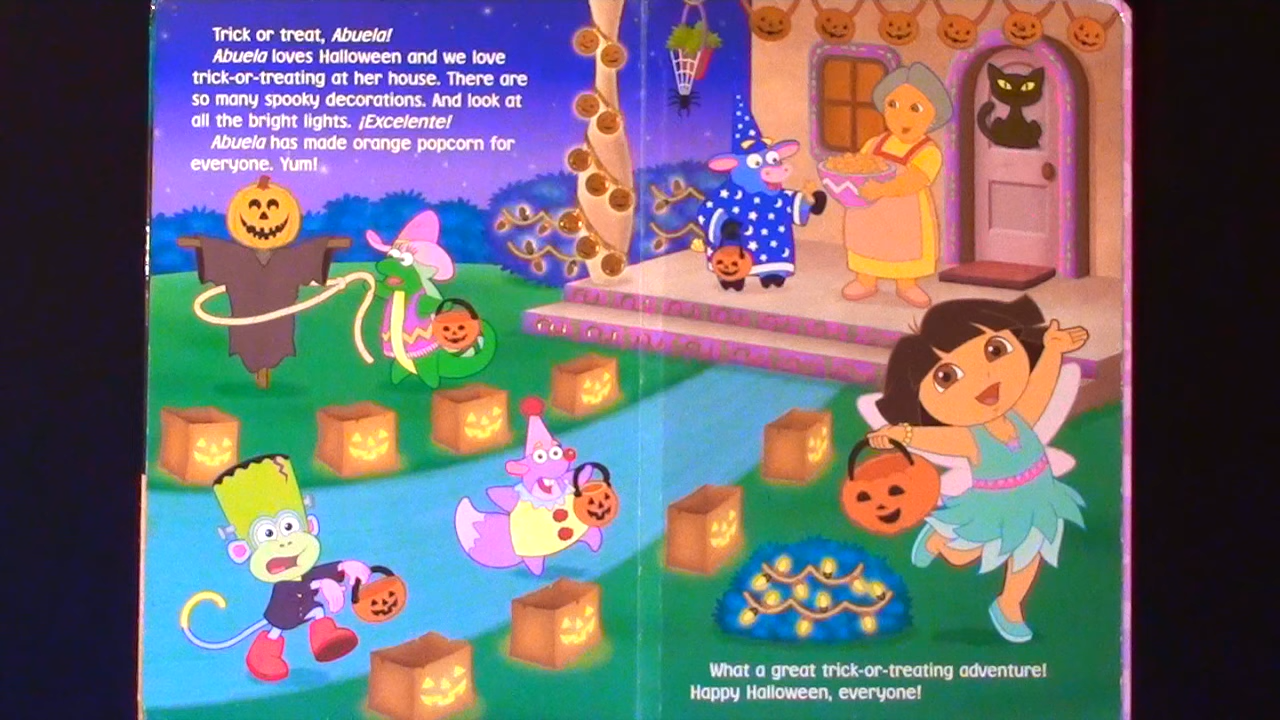 Trick or treat, Abuela!
Abuela loves Halloween and we love
trick-or-treating at her house. There are
so many spooky decorations. And look at
all the bright lights. ¡Excelente!
Abuela has made orange popcorn for
everyone. Yum!
What a great trick-or-treating adventure!
Happy Halloween, everyone!